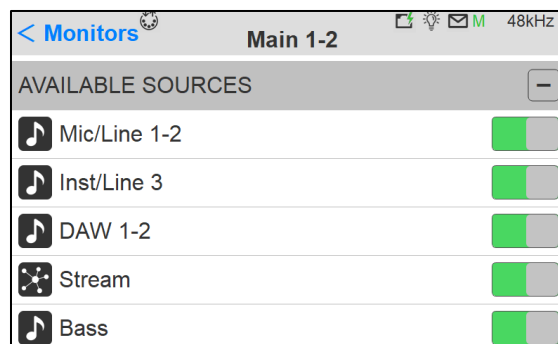 < Monitors
Main 1-2
M
48kHz
AVAILABLE SOURCES
Mic/Line 1-2
Inst/Line 3
DAW 1-2
Stream
Bass